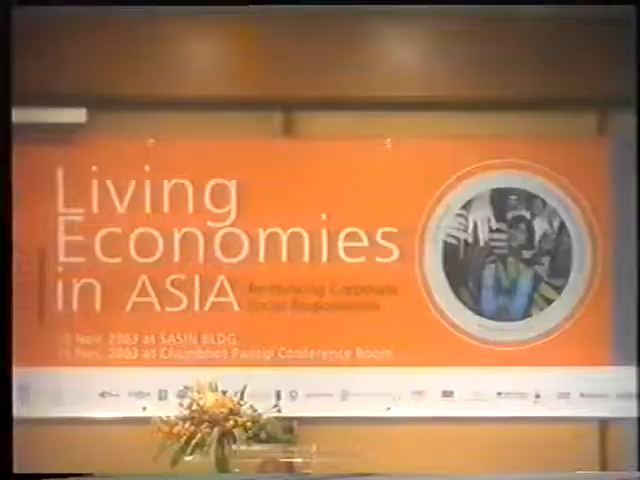 Living
Economies
in ASIA
Re-thinking Corporate
Social Responsibility
Nov. 2003 at SASIN BLDG.
Nov. 2003 at Chumbhot Pantip Conference Room